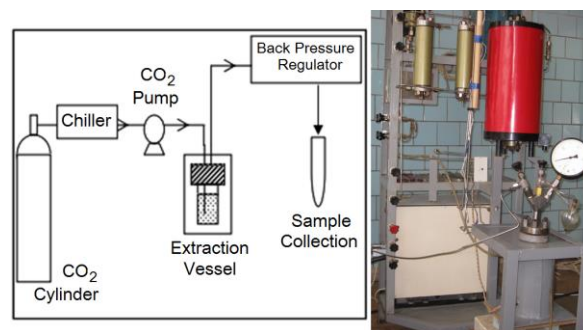 Back Pressure
Regulator
CO2
Pump
Chiller
Extraction
Vessel
Sample
Collection
CO2
Cylinder